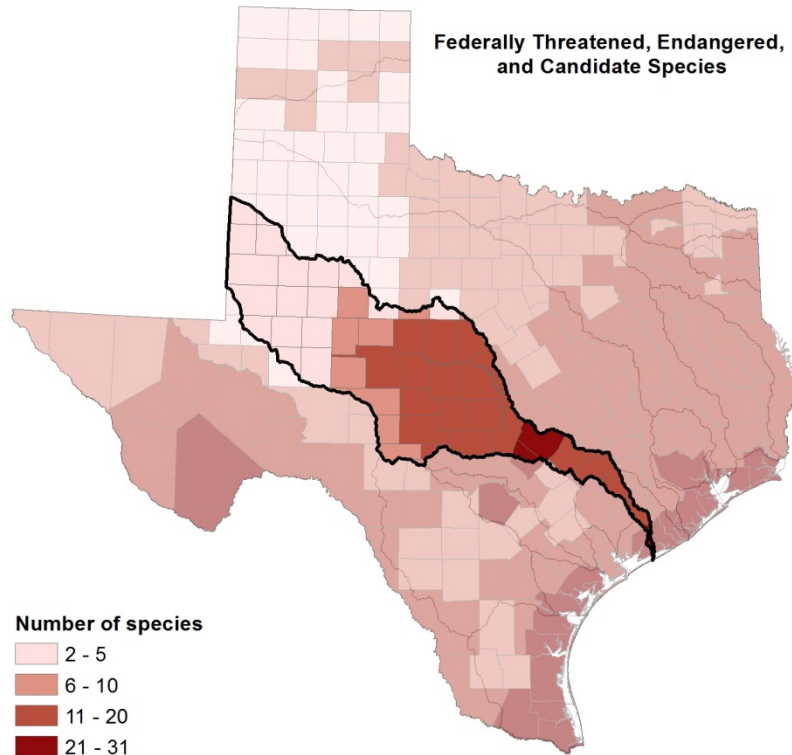 Federally Threatened, Endangered,
and Candidate Species
Number of species
2 - 5
6 - 10
11 - 20
21 - 31